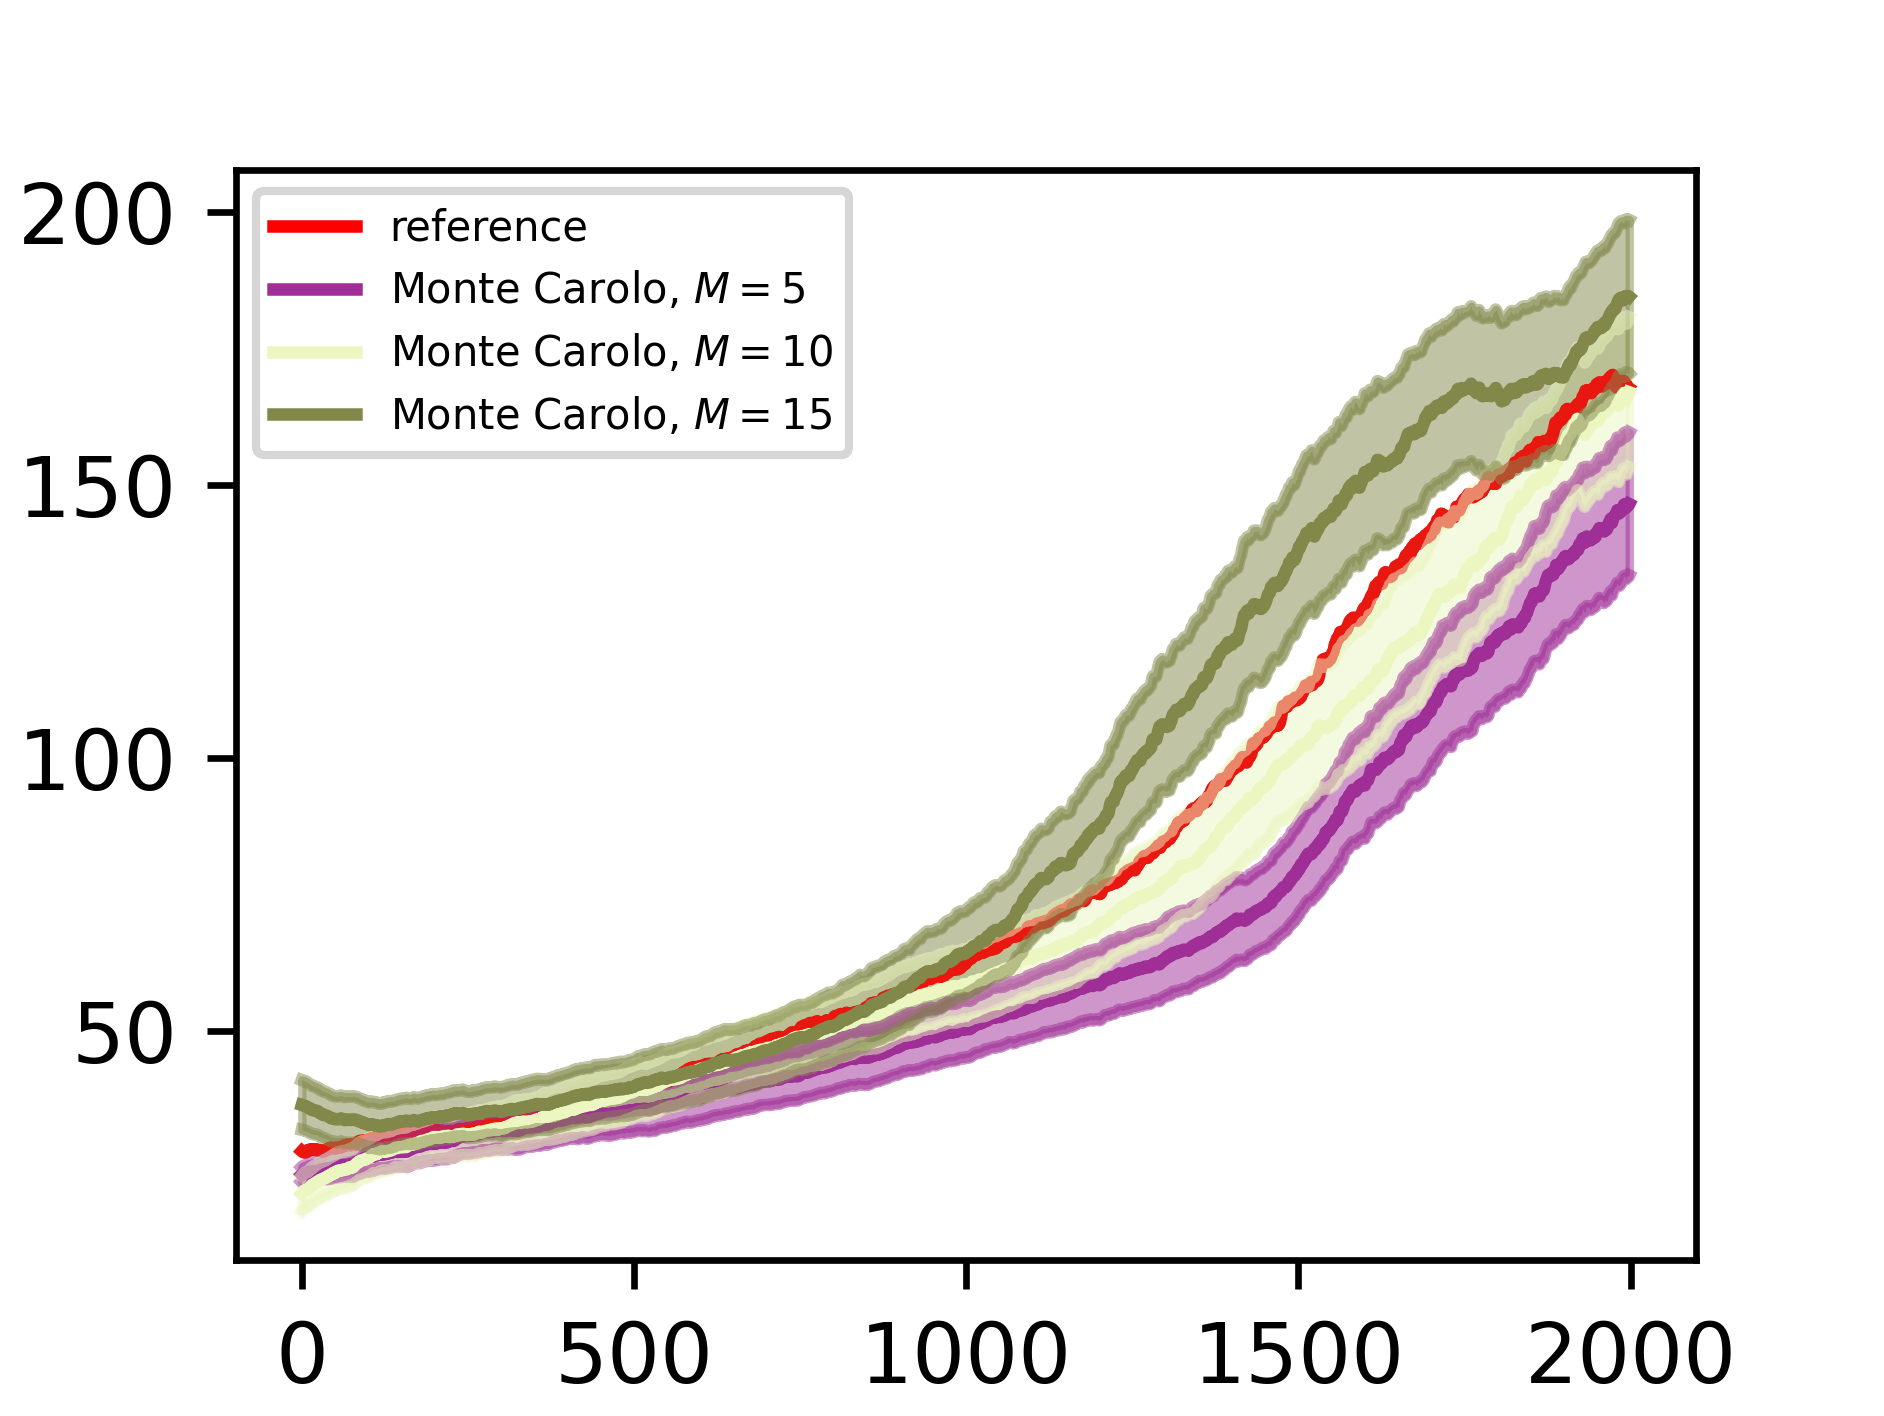 200
150
100
50
reference
Monte Carolo, M = 5
Monte Carolo, M = 10
Monte Carolo, M = 15
0 500 1000 1500 2000